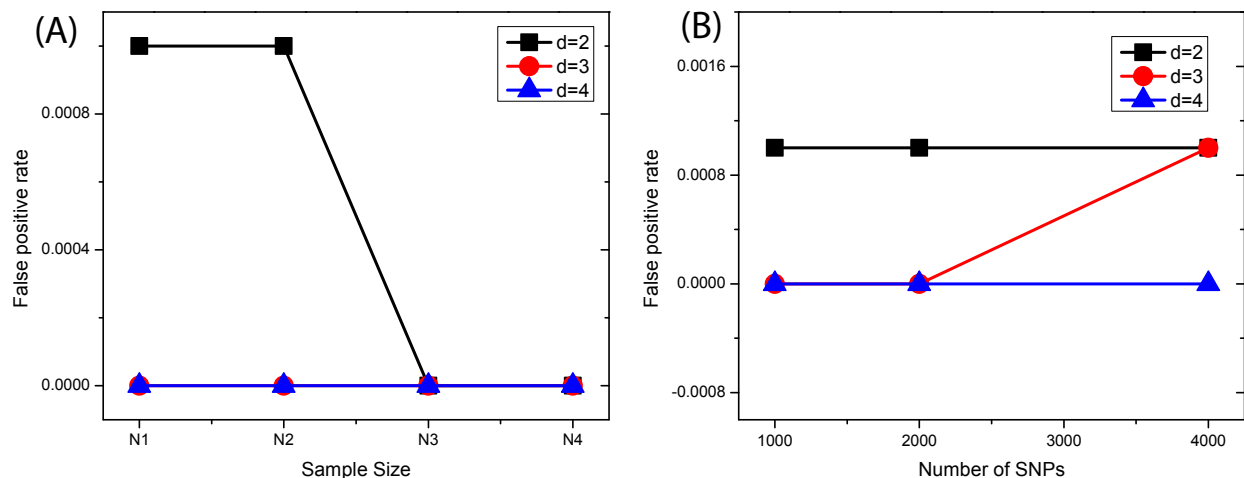 (A)
d=2
d=3
d=4
0.0008
0.0004
0.0000
False positive rate
N1 N2 N3 N4
Sample Size
(B)
d=2
d=3
d=4
0.0016
0.0008
0.0000
-0.0008
False positive rate
1000 2000 3000 4000
Number of SNPs